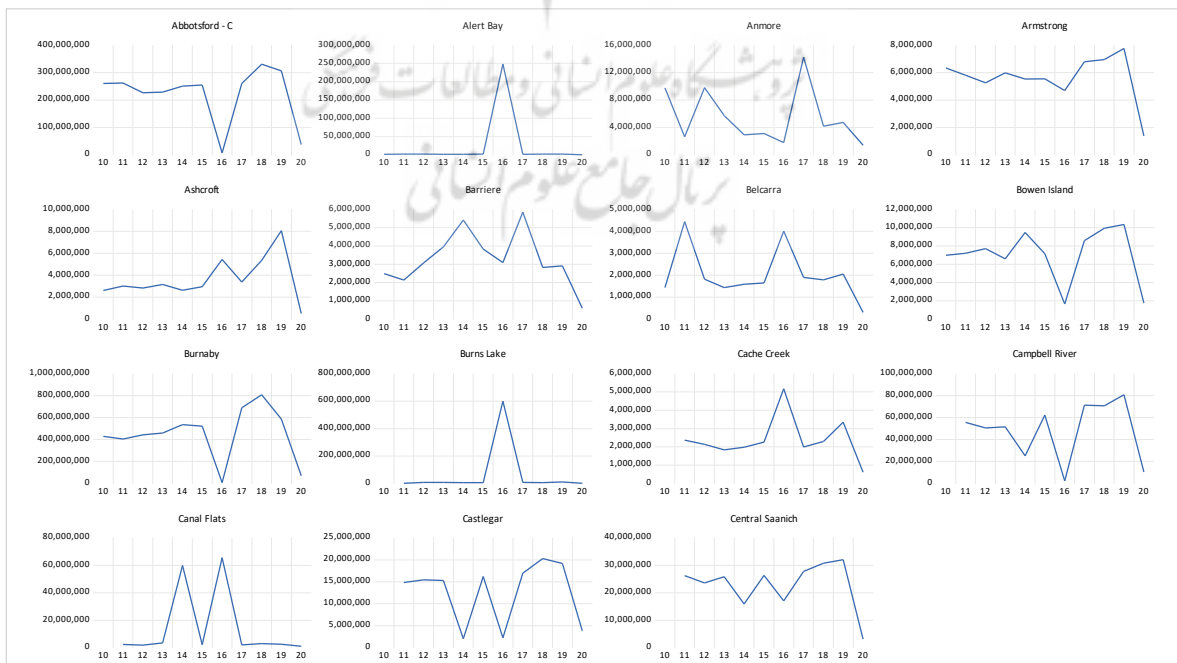 Abbotsford - C
400,000,000
300,000,000
200,000,000
100,000,000
0
10 11 12 13 14 15 16 17 18 19 20
Alert Bay
300,000,000
250,000,000
200,000,000
150,000,000
100,000,000
50,000,000
0
10 11 12 13 14 15 16 17 18 19 20
Anmore
16,000,000
12,000,000
8,000,000
4,000,000
0
10 11 12 13 14 15 16 17 18 19 20
Armstrong
8,000,000
6,000,000
4,000,000
2,000,000
0
10 11 12 13 14 15 16 17 18 19 20
پژوهشگاه علوم انسانی و مطالعات فرهنگی
پرتال جامع علوم انسانی
Ashcroft
10,000,000
8,000,000
6,000,000
4,000,000
2,000,000
0
10 11 12 13 14 15 16 17 18 19 20
Barriere
6,000,000
5,000,000
4,000,000
3,000,000
2,000,000
1,000,000
0
10 11 12 13 14 15 16 17 18 19 20
Belcarra
5,000,000
4,000,000
3,000,000
2,000,000
1,000,000
0
10 11 12 13 14 15 16 17 18 19 20
Bowen Island
12,000,000
10,000,000
8,000,000
6,000,000
4,000,000
2,000,000
0
10 11 12 13 14 15 16 17 18 19 20
Burnaby
1,000,000,000
800,000,000
600,000,000
400,000,000
200,000,000
0
10 11 12 13 14 15 16 17 18 19 20
Burns Lake
800,000,000
600,000,000
400,000,000
200,000,000
0
10 11 12 13 14 15 16 17 18 19 20
Cache Creek
6,000,000
5,000,000
4,000,000
3,000,000
2,000,000
1,000,000
0
10 11 12 13 14 15 16 17 18 19 20
Campbell River
100,000,000
80,000,000
60,000,000
40,000,000
20,000,000
0
10 11 12 13 14 15 16 17 18 19 20
Canal Flats
80,000,000
60,000,000
40,000,000
20,000,000
0
10 11 12 13 14 15 16 17 18 19 20
Castlegar
25,000,000
20,000,000
15,000,000
10,000,000
5,000,000
0
10 11 12 13 14 15 16 17 18 19 20
Central Saanich
40,000,000
30,000,000
20,000,000
10,000,000
0
10 11 12 13 14 15 16 17 18 19 20